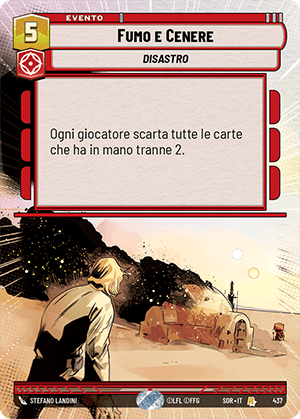 5
EVENTO
FUMO E CENERE
DISASTRO
Ogni giocatore scarta tutte le carte
che ha in mano tranne 2.
STEFANO LANDINI
©LFL ©FFG
SOR • IT
437